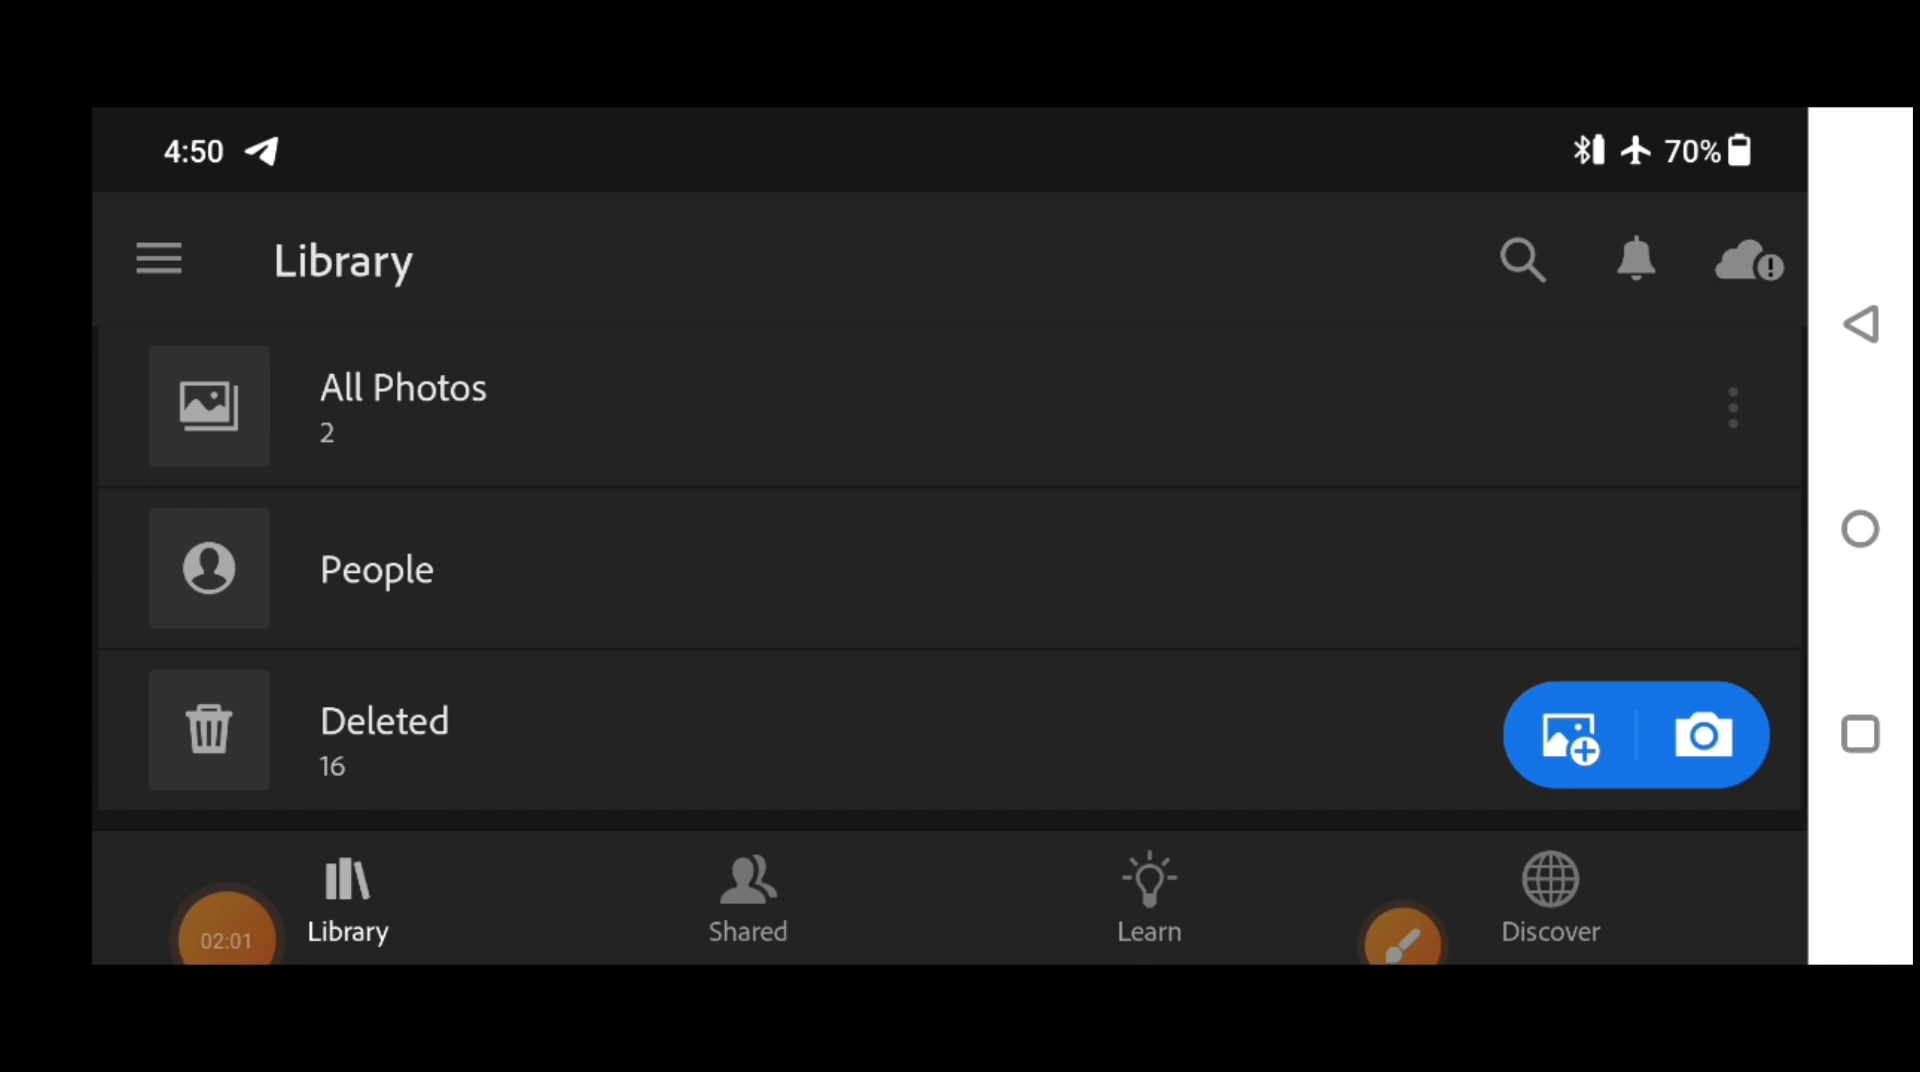 4:50
70%
Library
All Photos
2
People
Deleted
16
02:01
Library
Shared
Learn
Discover